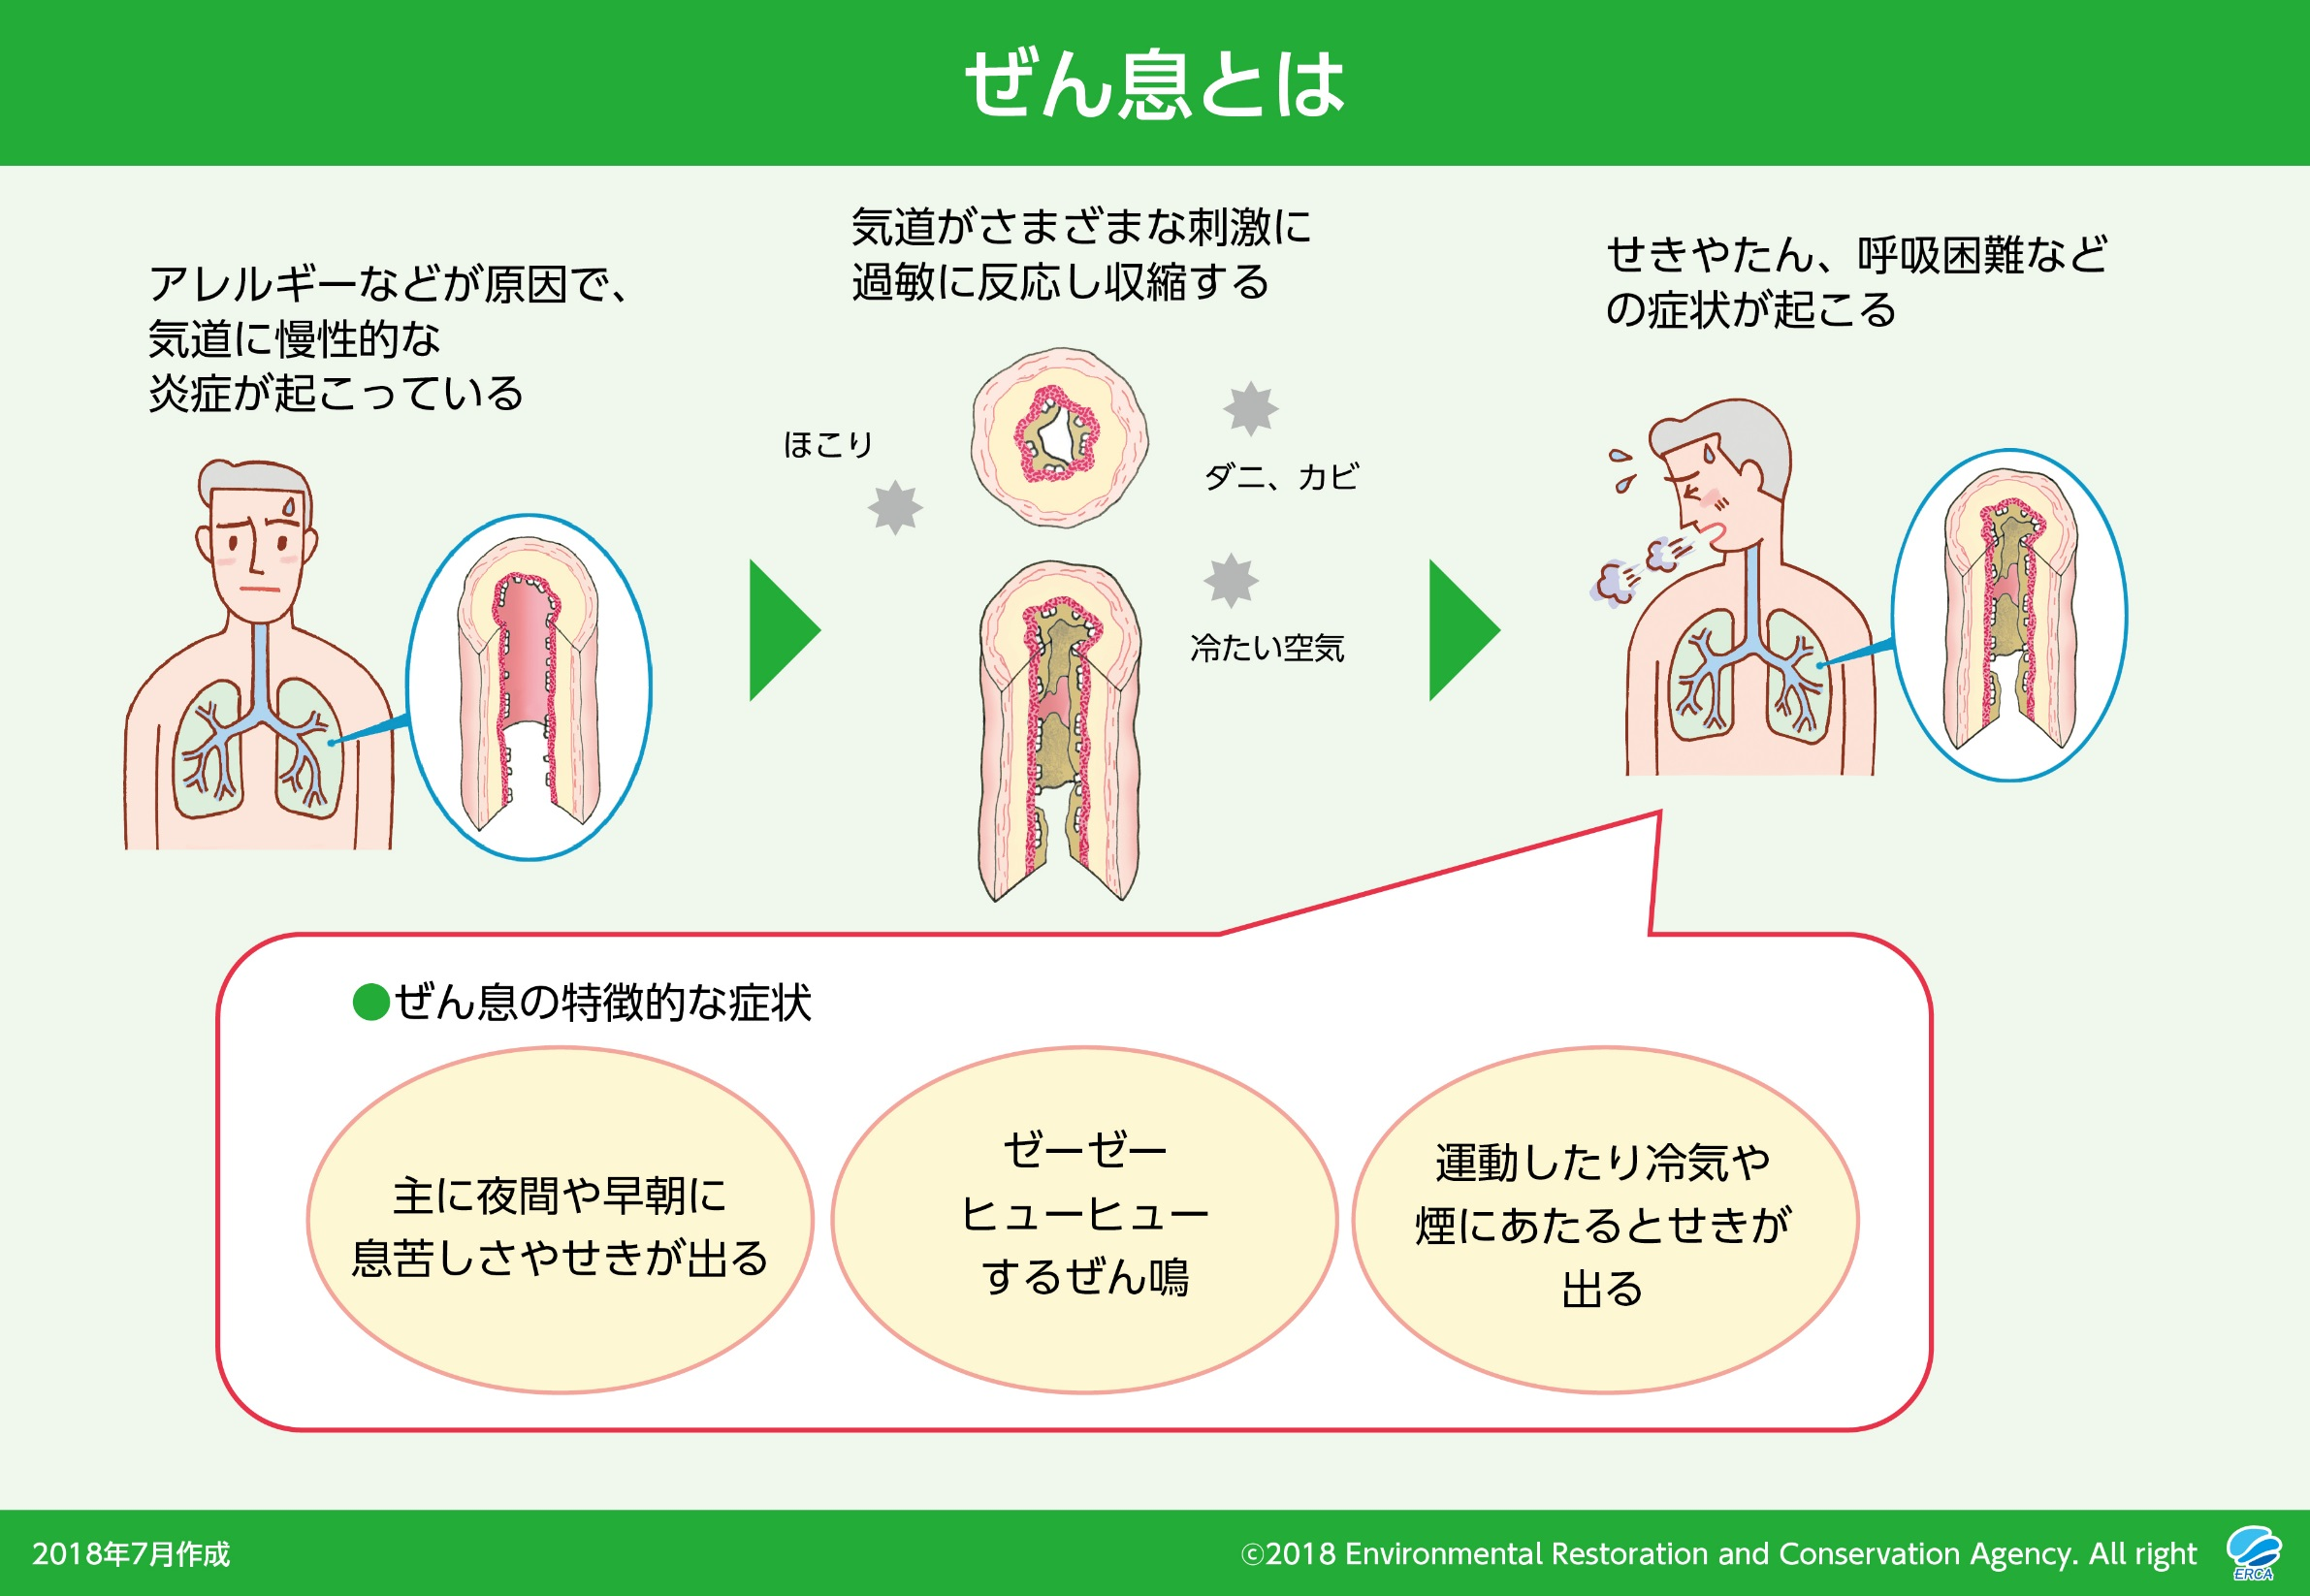 ぜん息とは
アレルギーなどが原因で、
気道に慢性的な
炎症が起こっている
気道がさまざまな刺激に
過敏に反応し収縮する
ほこり
ダニ、カビ
冷たい空気
せきやたん、呼吸困難など
の症状が起こる
●ぜん息の特徴的な症状
主に夜間や早朝に
息苦しさやせきが出る
ゼーゼー
ヒューヒュー
するぜん鳴
運動したり冷気や
煙にあたるとせきが
出る
2018年7月作成
©2018 Environmental Restoration and Conservation Agency. All right
ERCA